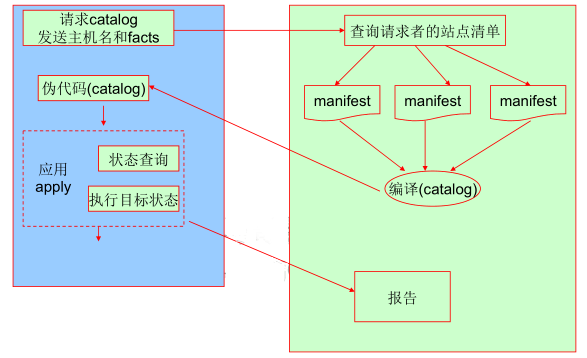 请求catalog
发送主机名和facts
伪代码(catalog)
应用
apply
状态查询
执行目标状态
查询请求者的站点清单
manifest
manifest
manifest
编译(catalog)
报告